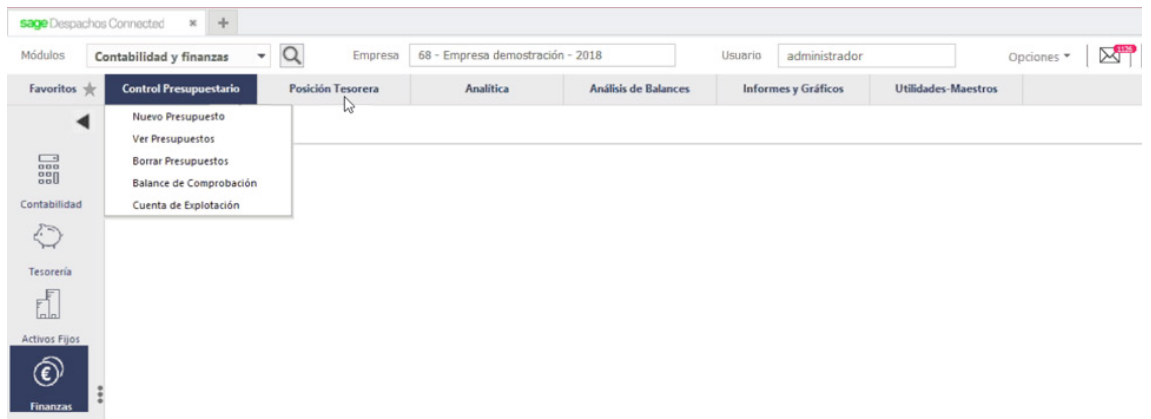 sage Despachos Connected
Módulos Contabilidad y finanzas Empresa 68 - Empresa demostración - 2018 Usuario administrador Opciones 1126
Favoritos Control Presupuestario Posición Tesorera Analítica Análisis de Balances Informes y Gráficos Utilidades-Maestros
Nuevo Presupuesto
Ver Presupuestos
Borrar Presupuestos
Balance de Comprobación
Cuenta de Explotación
Contabilidad
Tesorería
Activos Fijos
Finanzas